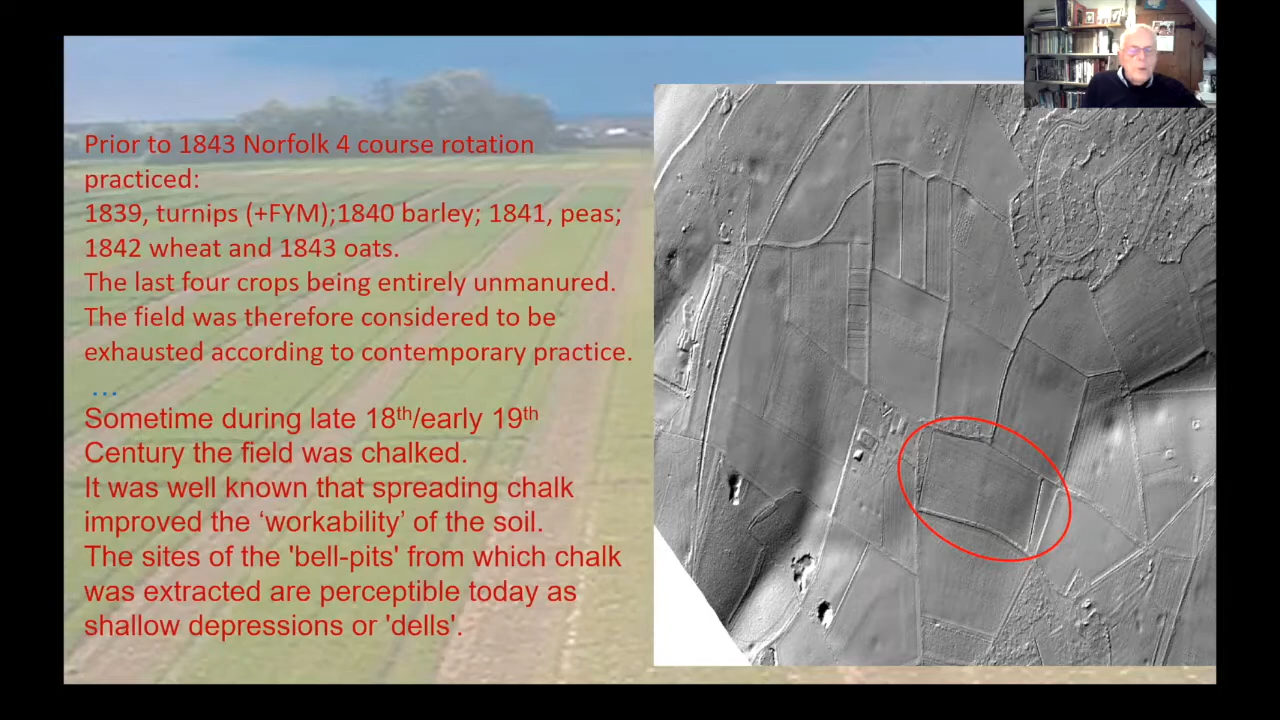 Prior to 1843 Norfolk 4 course rotation
practiced:
1839, turnips (+FYM);1840 barley; 1841, peas;
1842 wheat and 1843 oats.
The last four crops being entirely unmanured.
The field was therefore considered to be
exhausted according to contemporary practice.
…
Sometime during late 18th/early 19th
Century the field was chalked.
It was well known that spreading chalk
improved the ‘workability’ of the soil.
The sites of the 'bell-pits' from which chalk
was extracted are perceptible today as
shallow depressions or 'dells'.